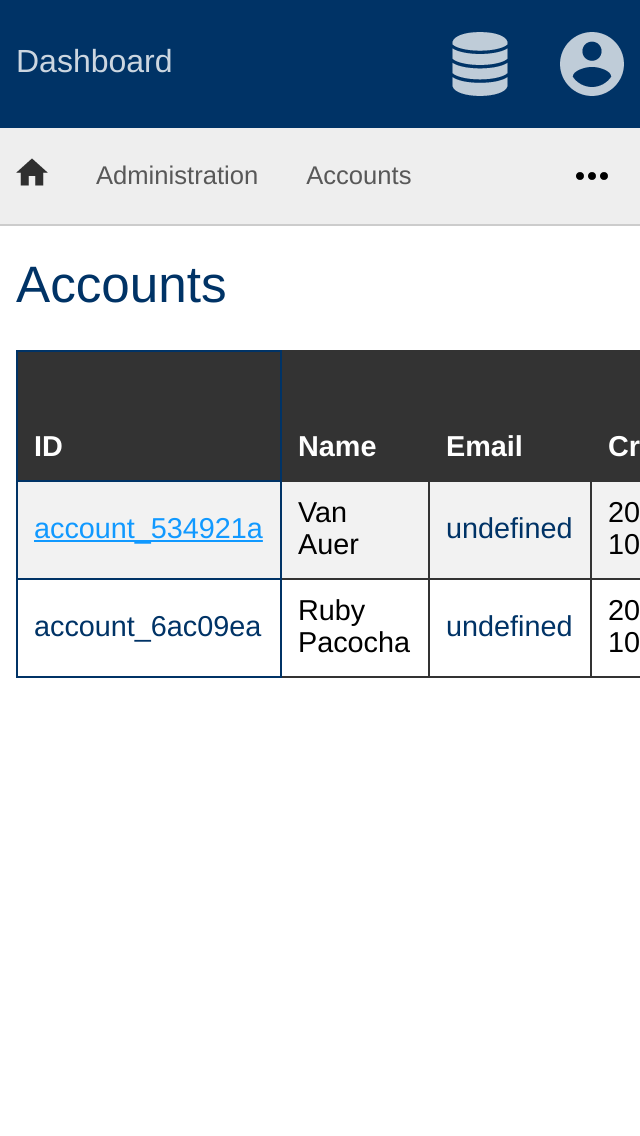 Dashboard
Administration Accounts
Accounts
ID Name Email Cr
account_534921a Van Auer undefined 20 10
account_6ac09ea Ruby Pacocha undefined 20 10